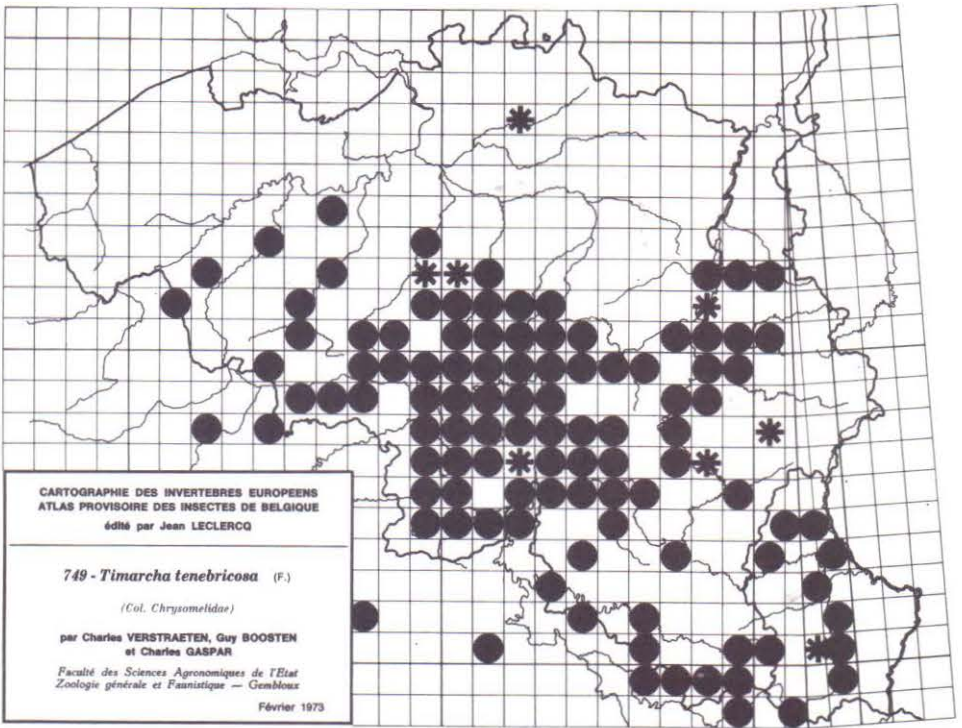 CARTOGRAPHIE DES INVERTEBRES EUROPEENS
ATLAS PROVISOIRE DES INSECTES DE BELGIQUE
édité par Jean LECLERCQ
749 - Timarcha tenebricosa (F.)
(Col. Chrysomelidae)
par Charles VERSTRAETEN, Guy BOOSTEN
et Charles GASPAR
Faculté des Sciences Agronomiques de l'Etat
Zoologie générale et Faunistique — Gembloux
Février 1973